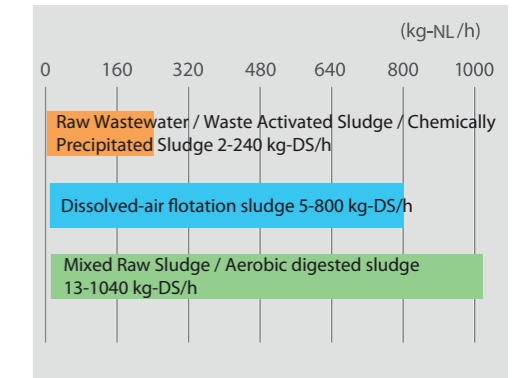 (kg-NL/h)
0 160 320 480 640 800 1000
Raw Wastewater / Waste Activated Sludge / Chemically
Precipitated Sludge 2-240 kg-DS/h
Dissolved-air flotation sludge 5-800 kg-DS/h
Mixed Raw Sludge / Aerobic digested sludge
13-1040 kg-DS/h